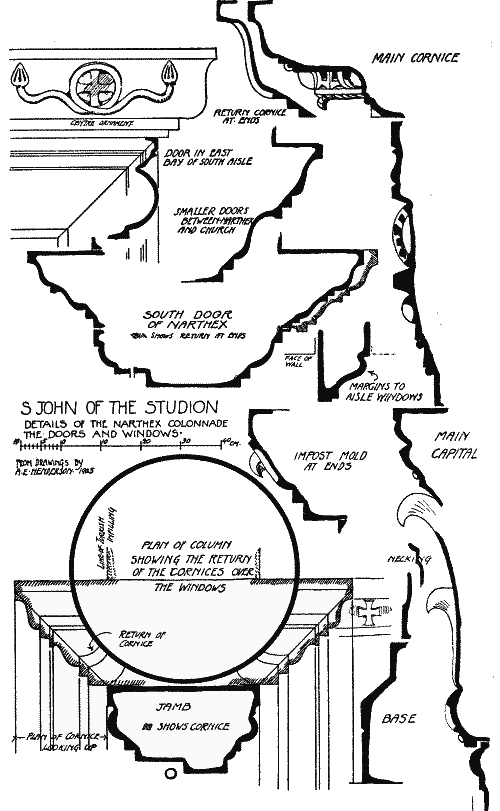 MAIN CORNICE
RETURN CORNICE
AT ENDS
CENTRE ORNAMENT
DOOR IN EAST
BAY OF SOUTH AISLE
SMALLER DOORS
BETWEEN NARTHEX
AND CHURCH
SOUTH DOOR
OF NARTHEX
SHOWS RETURN AT ENDS
FACE OF
WALL
MARGINS TO
AISLE WINDOWS
S JOHN OF THE STUDION
DETAILS OF THE NARTHEX COLONNADE
THE DOORS AND WINDOWS.
10 5 0 10 20 30 40 CM.
FROM DRAWINGS BY
A.E. HENDERSON. 1905
MAIN
CAPITAL
IMPOST MOLD
AT ENDS
LINE OF TURKISH
FILLING
PLAN OF COLUMN
SHOWING THE RETURN
OF THE CORNICES OVER
THE WINDOWS
NECKING
RETURN OF
CORNICE
JAMB
SHOWS CORNICE
PLAN OF CORNICE
LOOKING UP
BASE